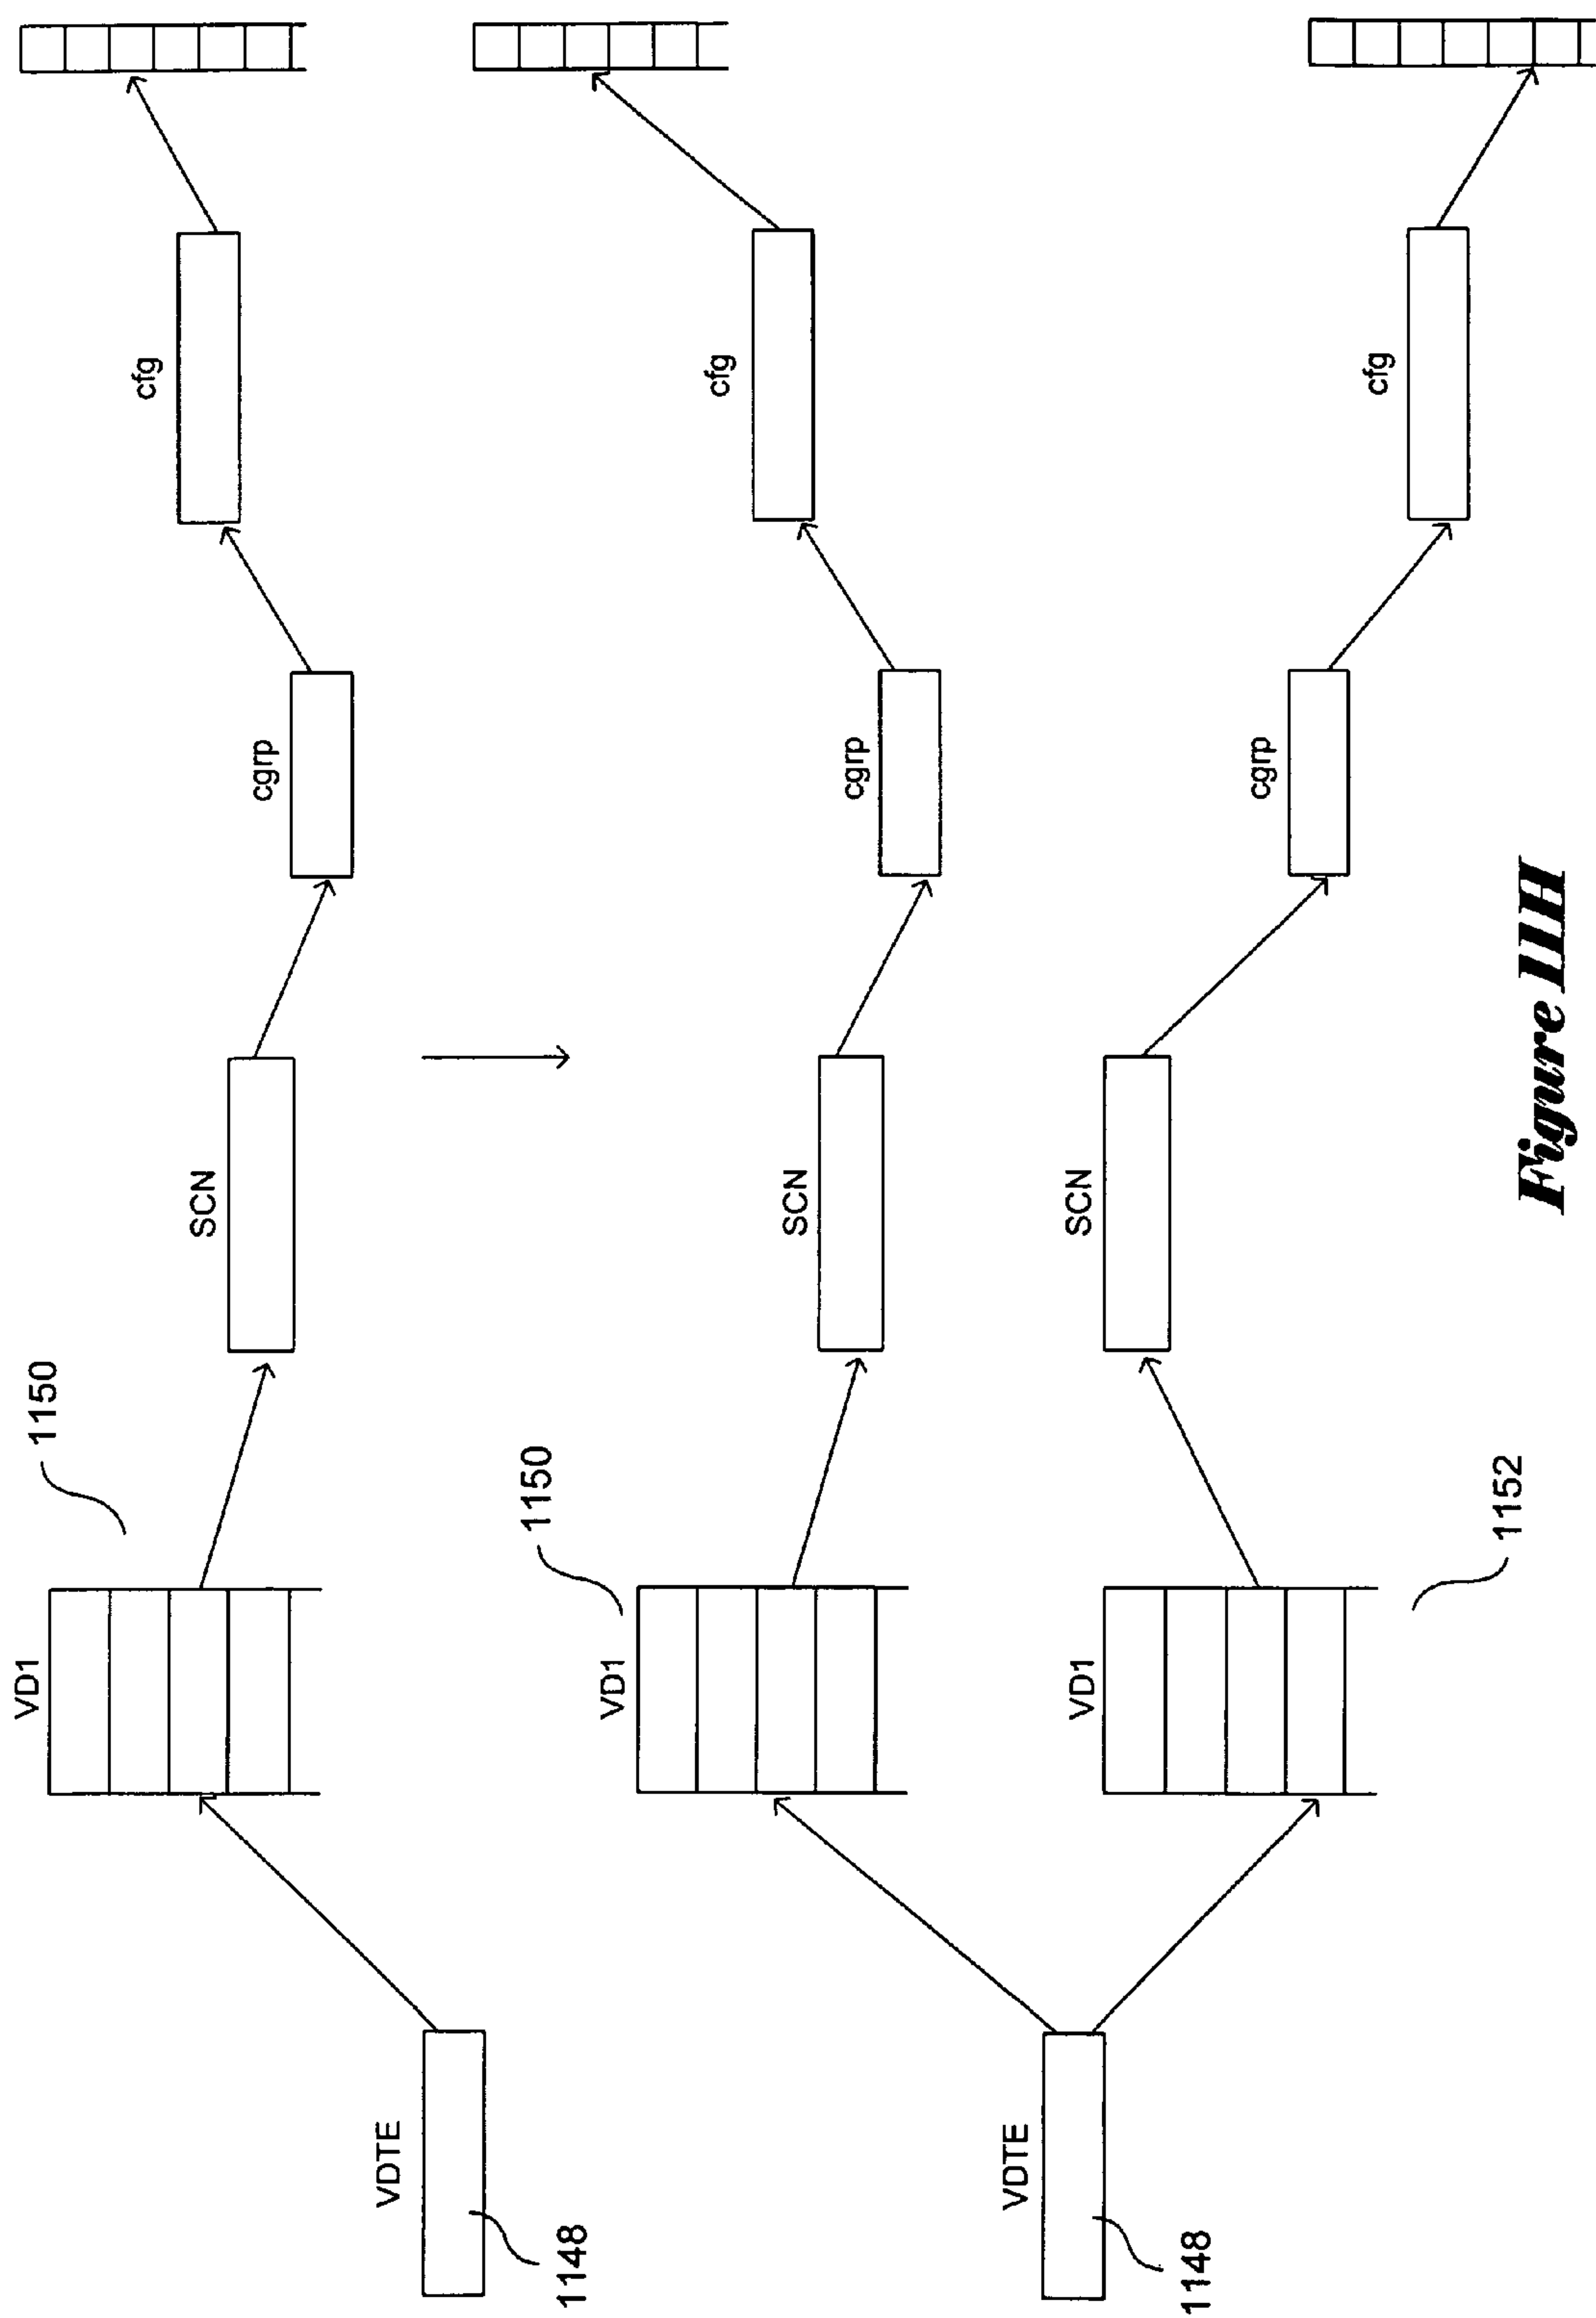 VD1
1150
SCN
cgrp
cfg
VDTE
1148
VD1
1150
SCN
cgrp
cfg
VDTE
1148
VD1
1152
SCN
cgrp
cfg
Figure 11H